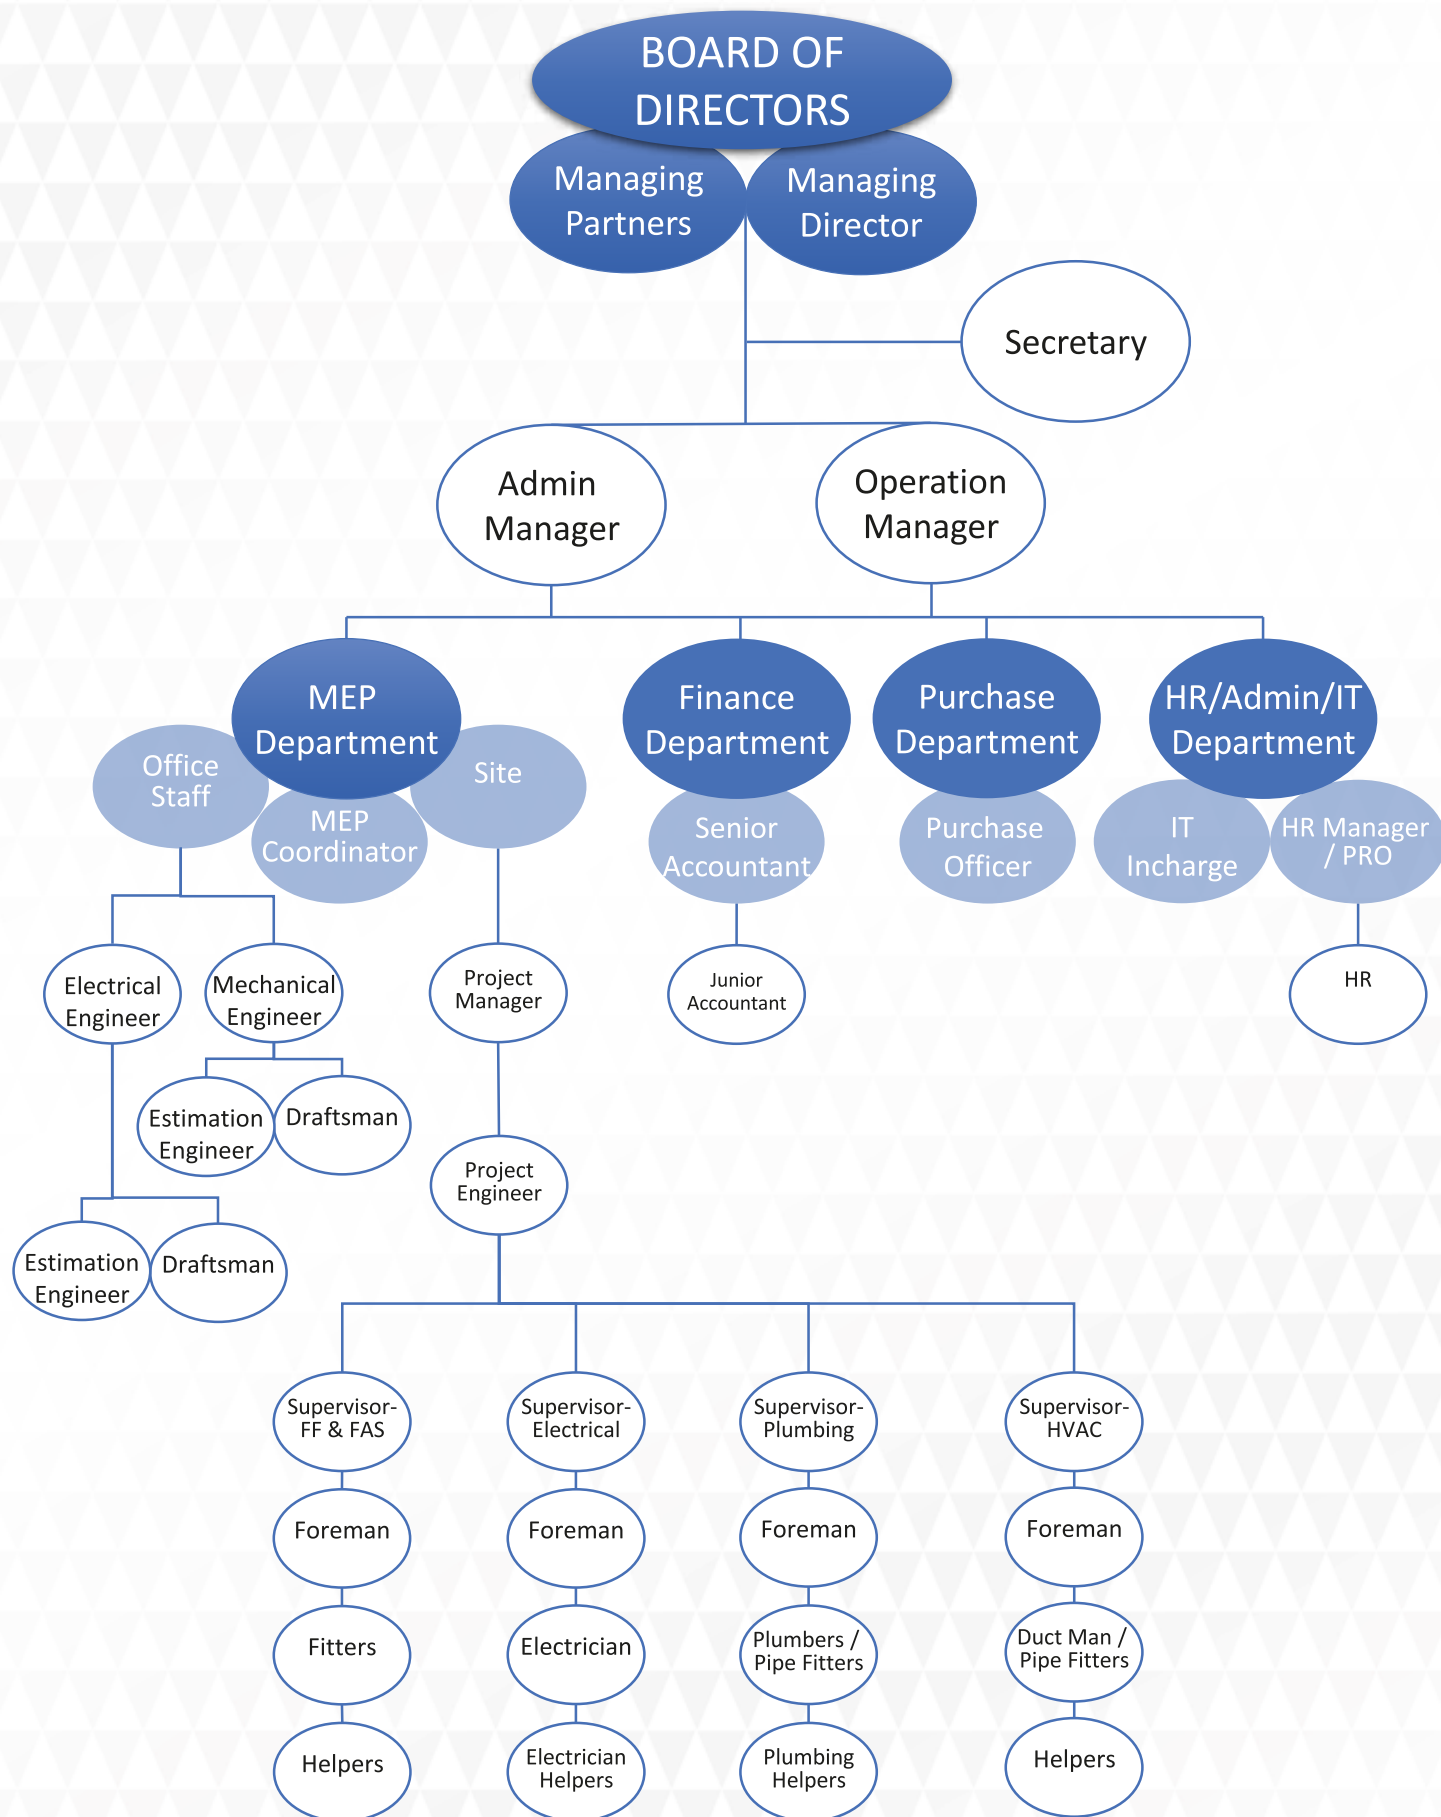 BOARD OF
DIRECTORS
Managing
Partners
Managing
Director
Secretary
Admin
Manager
Operation
Manager
MEP
Department
Finance
Department
Purchase
Department
HR/Admin/IT
Department
Office
Staff
MEP
Coordinator
Site
Senior
Accountant
Purchase
Officer
IT
Incharge
HR Manager
/ PRO
Electrical
Engineer
Mechanical
Engineer
Project
Manager
Junior
Accountant
HR
Estimation
Engineer
Draftsman
Project
Engineer
Estimation
Engineer
Draftsman
Supervisor-
FF & FAS
Supervisor-
Electrical
Supervisor-
Plumbing
Supervisor-
HVAC
Foreman
Foreman
Foreman
Foreman
Fitters
Electrician
Plumbers /
Pipe Fitters
Duct Man /
Pipe Fitters
Helpers
Electrician
Helpers
Plumbing
Helpers
Helpers